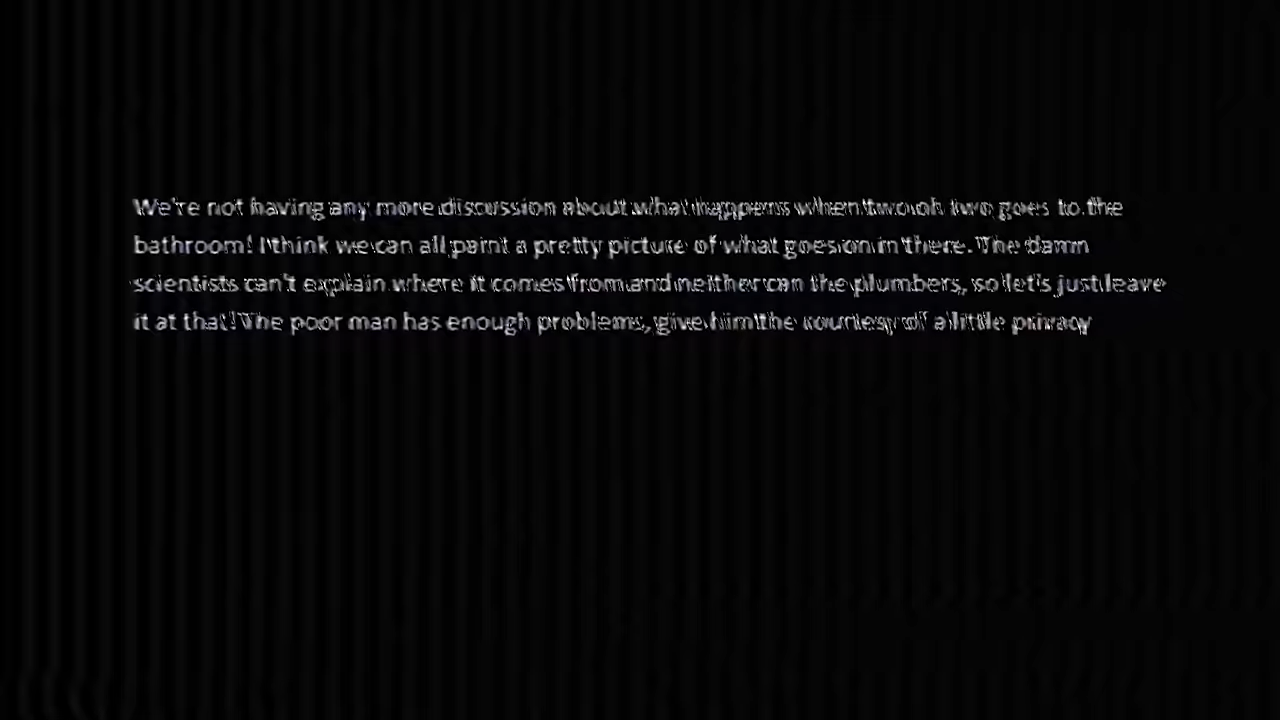 We're not having any more discussion about what happens when two oh two goes to the
bathroom! I think we can all paint a pretty picture of what goes on in there. The damn
scientists can't explain where it comes from and neither can the plumbers, so let's just leave
it at that! The poor man has enough problems, give him the courtesy of a little privacy